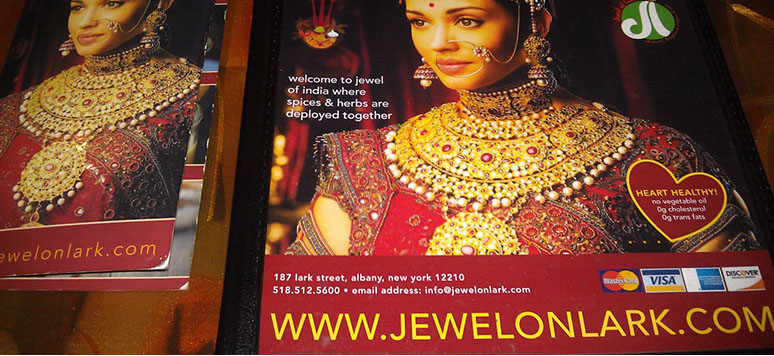 welcome to jewel
of india where
spices & herbs are
deployed together
HEART HEALTHY!
no vegetable oil
0g cholesterol
0g trans fats
187 lark street, albany, new york 12210
518.512.5600 • email address: info@jewelonlark.com
MasterCard
VISA
DISCOVER
WWW.JEWELONLARK.COM
jewelonlark.com